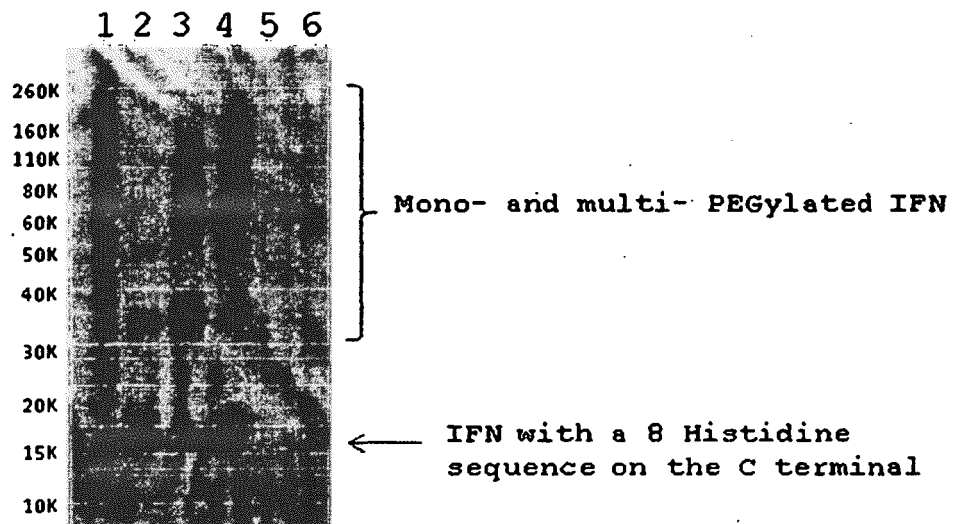 1 2 3 4 5 6
260K
160K
110K
80K
60K
50K
40K
30K
20K
15K
10K
Mono- and multi- PEGylated IFN
IFN with a 8 Histidine
sequence on the C terminal